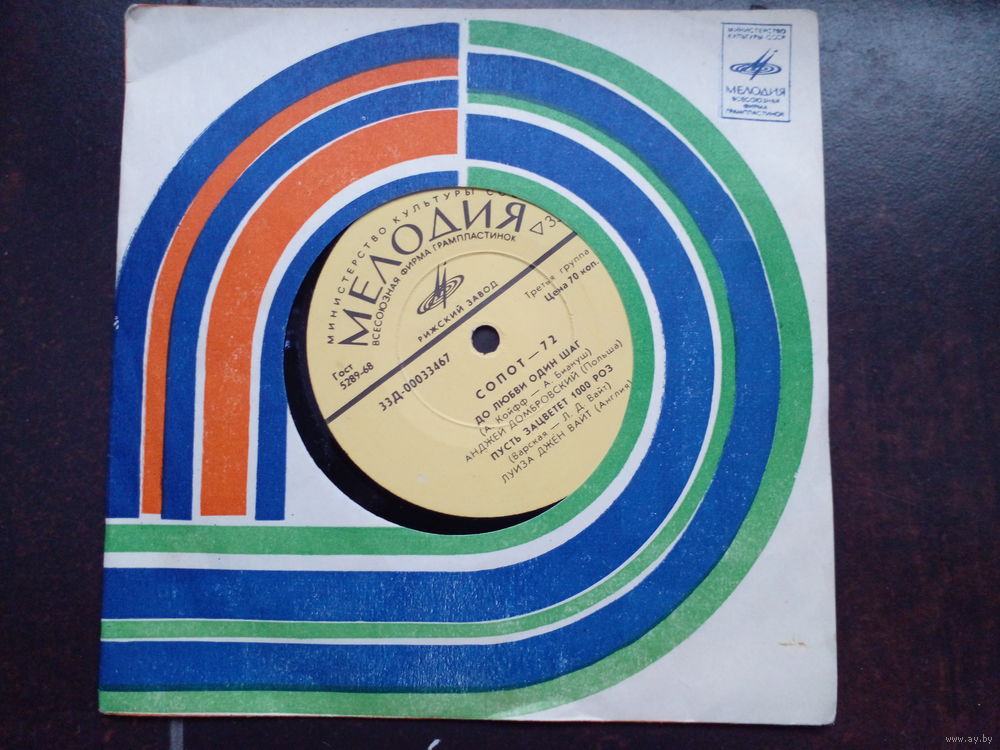 МИНИСТЕРСТВО
КУЛЬТУРЫ СССР
МЕЛОДИЯ
ВСЕСОЮЗНАЯ
ФИРМА
ГРАМПЛАСТИНОК
МИНИСТЕРСТВО КУЛЬТУРЫ
МЕЛОДИЯ
ВСЕСОЮЗНАЯ ФИРМА ГРАМПЛАСТИНОК
РИЖСКИЙ ЗАВОД
Третья группа
Цена 70 коп.
Гост
5289-68
33Д-00033467
СОПОТ — 72
ДО ЛЮБВИ ОДИН ШАГ
(А. Койфф — А. Биануш)
АНДЖЕЙ ДОМБРОВСКИЙ (Польша)
ПУСТЬ ЗАЦВЕТЕТ 1000 РОЗ
(Варская — Л. Д. Вайт)
ЛУИЗА ДЖЕН ВАЙТ (Англия)
www.ay.by